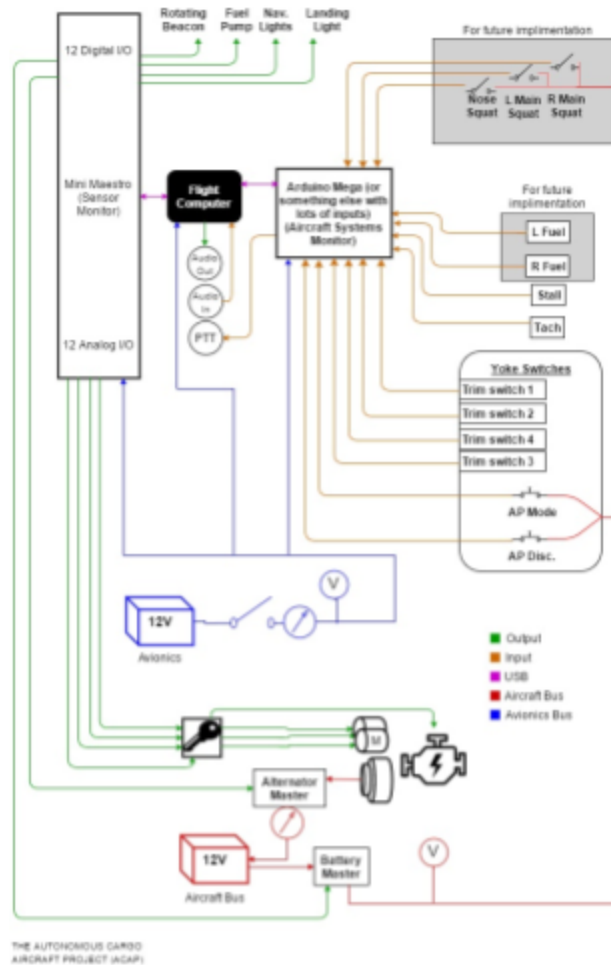 Rotating
Beacon
Fuel
Pump
Nav.
Lights
Landing
Light
For future implimentation
Nose
Squat
L Main
Squat
R Main
Squat
12 Digital I/O
Mini Maestro
(Sensor
Monitor)
12 Analog I/O
Flight
Computer
Audio
Out
Audio
In
PTT
Arduino Mega (or
something else with
lots of inputs)
(Aircraft Systems
Monitor)
For future
implimentation
L Fuel
R Fuel
Stall
Tach
Yoke Switches
Trim switch 1
Trim switch 2
Trim switch 4
Trim switch 3
AP Mode
AP Disc.
V
12V
Avionics
Output
Input
USB
Aircraft Bus
Avionics Bus
M
Alternator
Master
12V
Aircraft Bus
Battery
Master
V
THE AUTONOMOUS CARGO
AIRCRAFT PROJECT (ACAP)